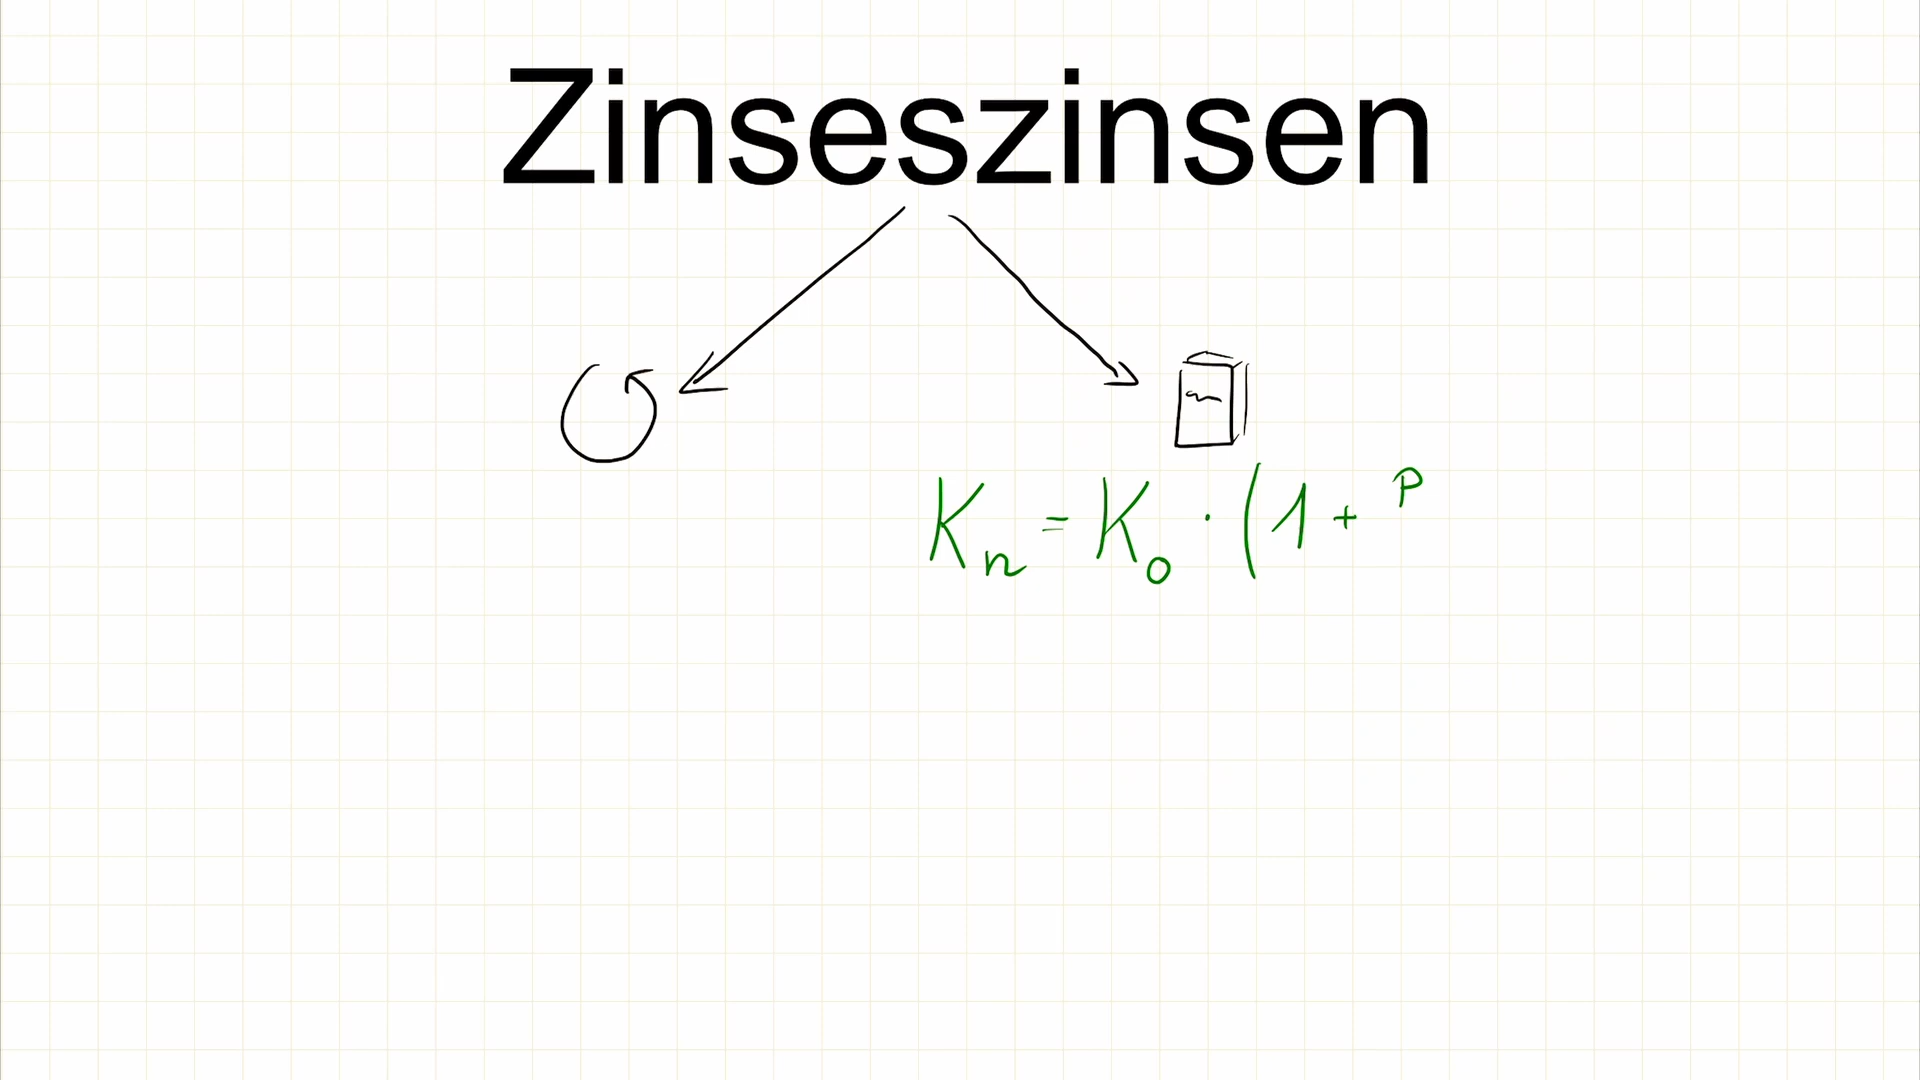 Zinseszinsen
Kn = K0 · (1 + P